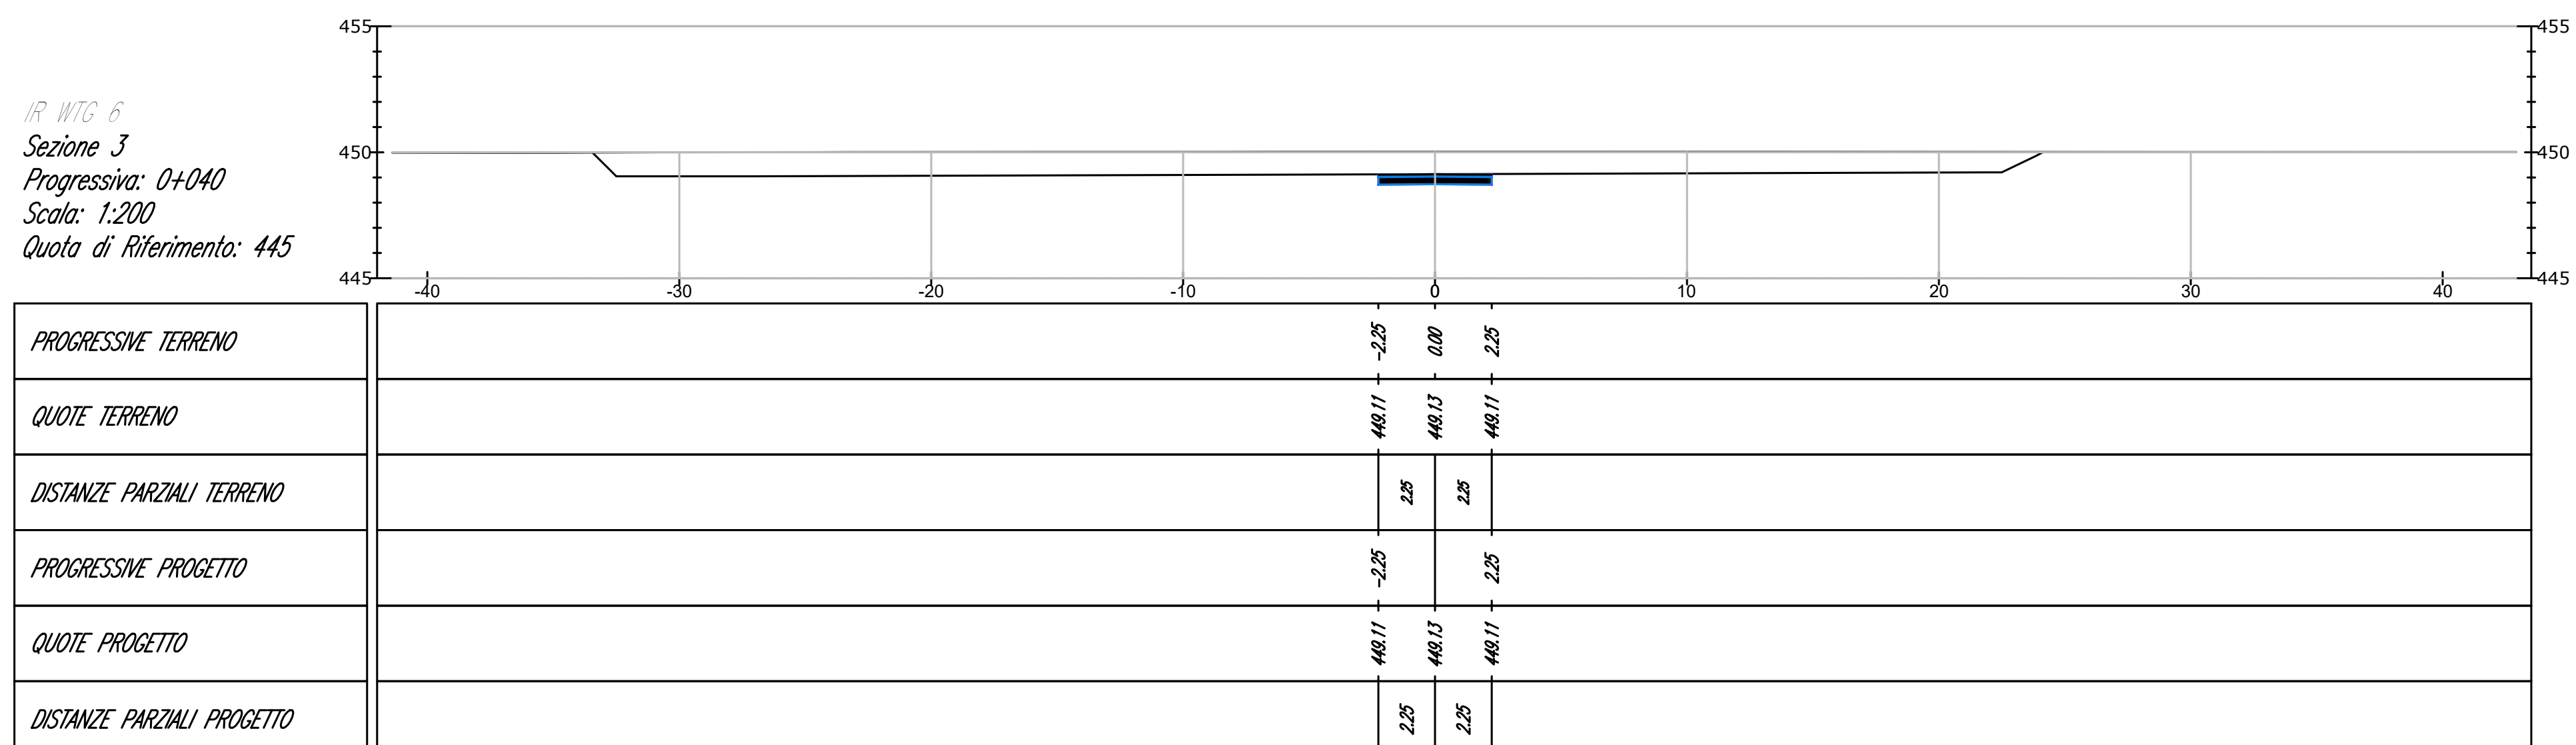 455 455
IR WTG 6
Sezione 3
450 450
Progressiva: 0+040
Scala: 1:200
Quota di Riferimento: 445
445 445
-40 -30 -20 -10 0 10 20 30 40
PROGRESSIVE TERRENO -2.25 0.00 2.25
QUOTE TERRENO 449.11 449.13 449.11
DISTANZE PARZIALI TERRENO 2.25 2.25
PROGRESSIVE PROGETTO -2.25 2.25
QUOTE PROGETTO 449.11 449.13 449.11
DISTANZE PARZIALI PROGETTO 2.25 2.25